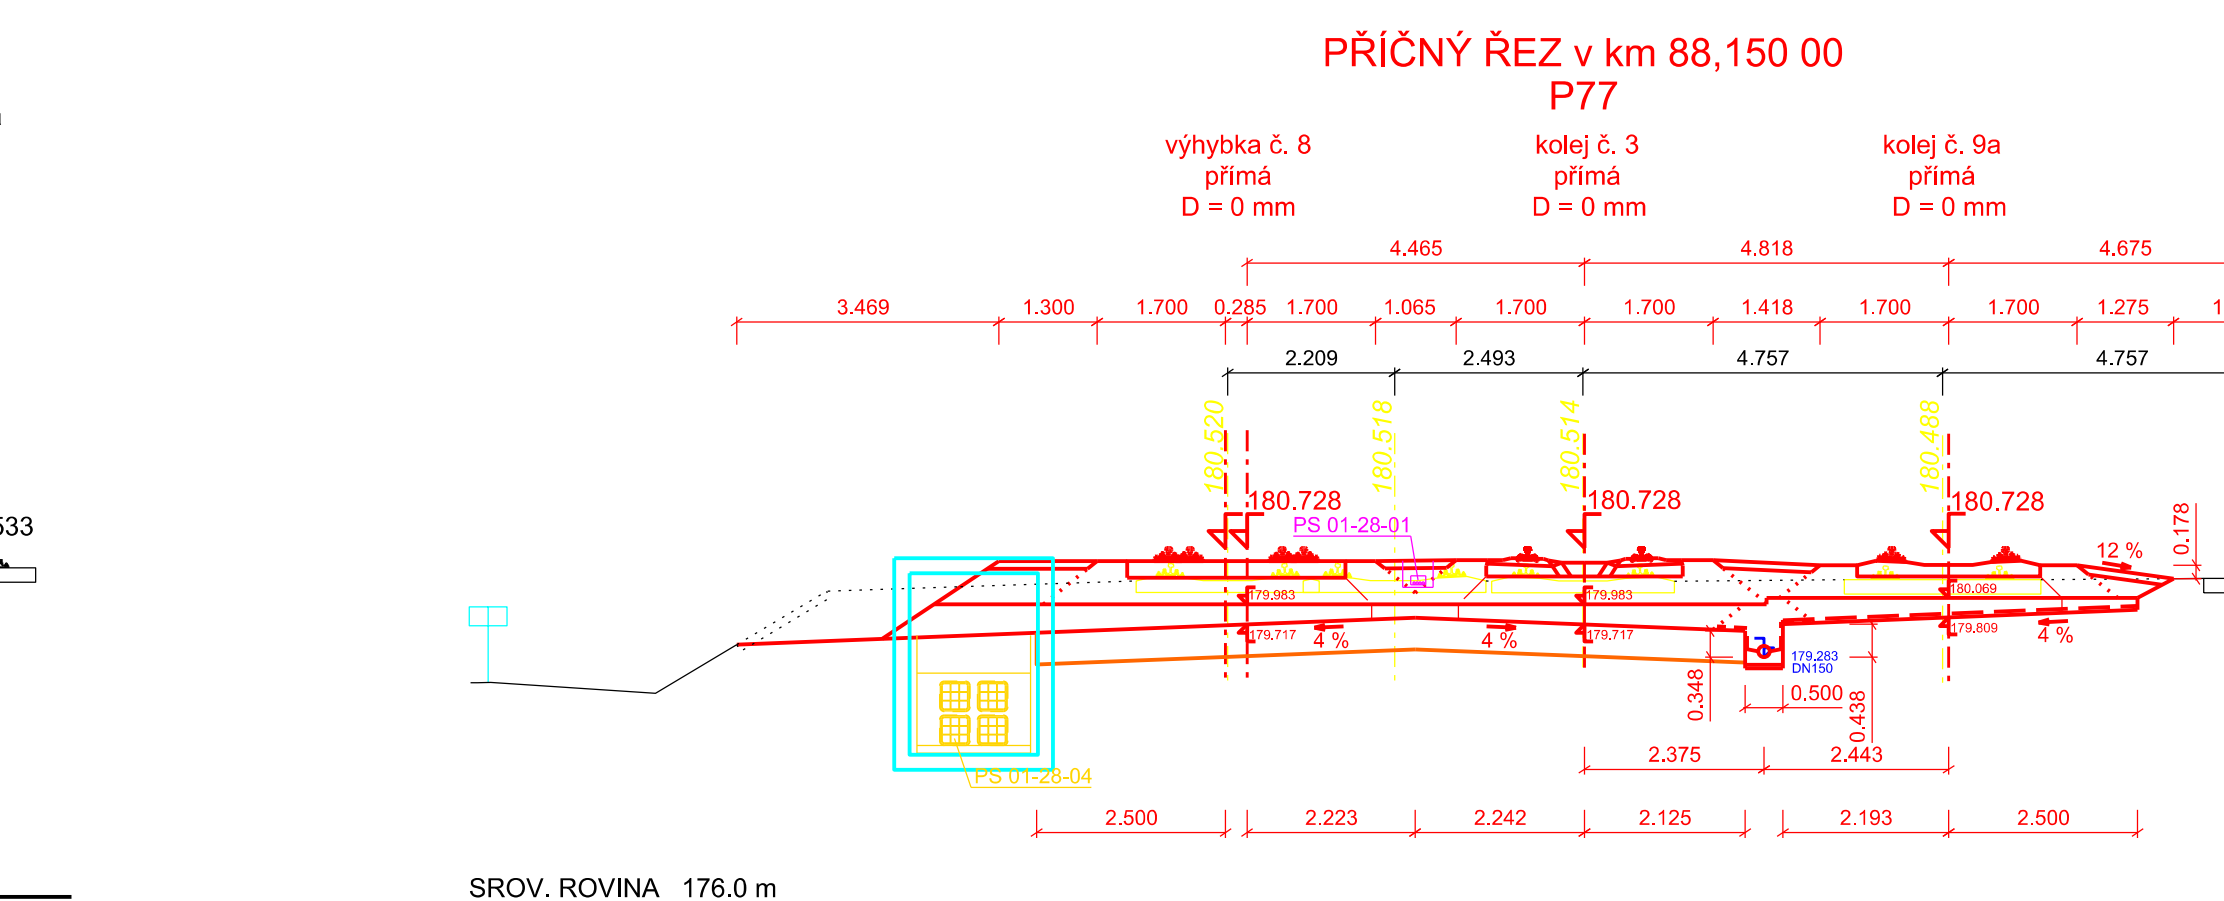 PŘÍČNÝ ŘEZ v km 88,150 00
P77
výhybka č. 8
přímá
D = 0 mm
kolej č. 3
přímá
D = 0 mm
kolej č. 9a
přímá
D = 0 mm
4.465 4.818 4.675
3.469 1.300 1.700 0.285 1.700 1.065 1.700 1.700 1.418 1.700 1.700 1.275 1
2.209 2.493 4.757 4.757
180.520 180.518 180.514 180.488
180.728 180.728 180.728
PS 01-28-01
533
0.178
12 %
179.983 179.983 180.069
179.717 179.717 179.809
4 % 4 % 4 %
179.283
DN150
0.348 0.500 0.438
2.375 2.443
PS 01-28-04
2.500 2.223 2.242 2.125 2.193 2.500
SROV. ROVINA 176.0 m